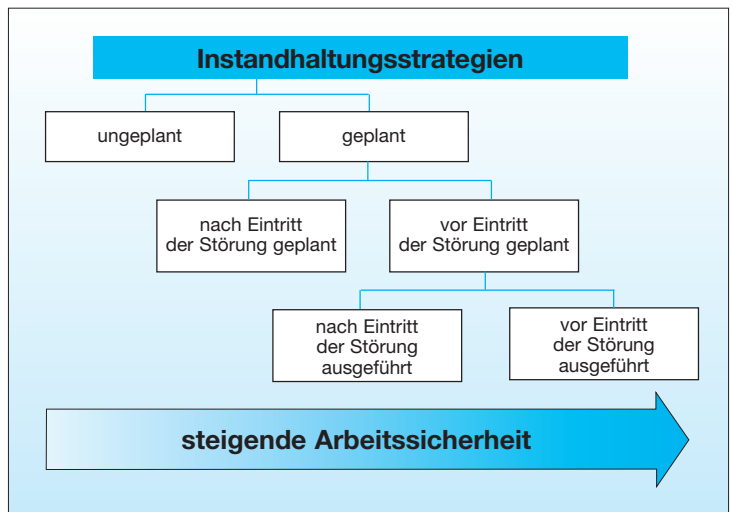 Instandhaltungsstrategien
ungeplant
geplant
nach Eintritt
der Störung geplant
vor Eintritt
der Störung geplant
nach Eintritt
der Störung
ausgeführt
vor Eintritt
der Störung
ausgeführt
steigende Arbeitssicherheit